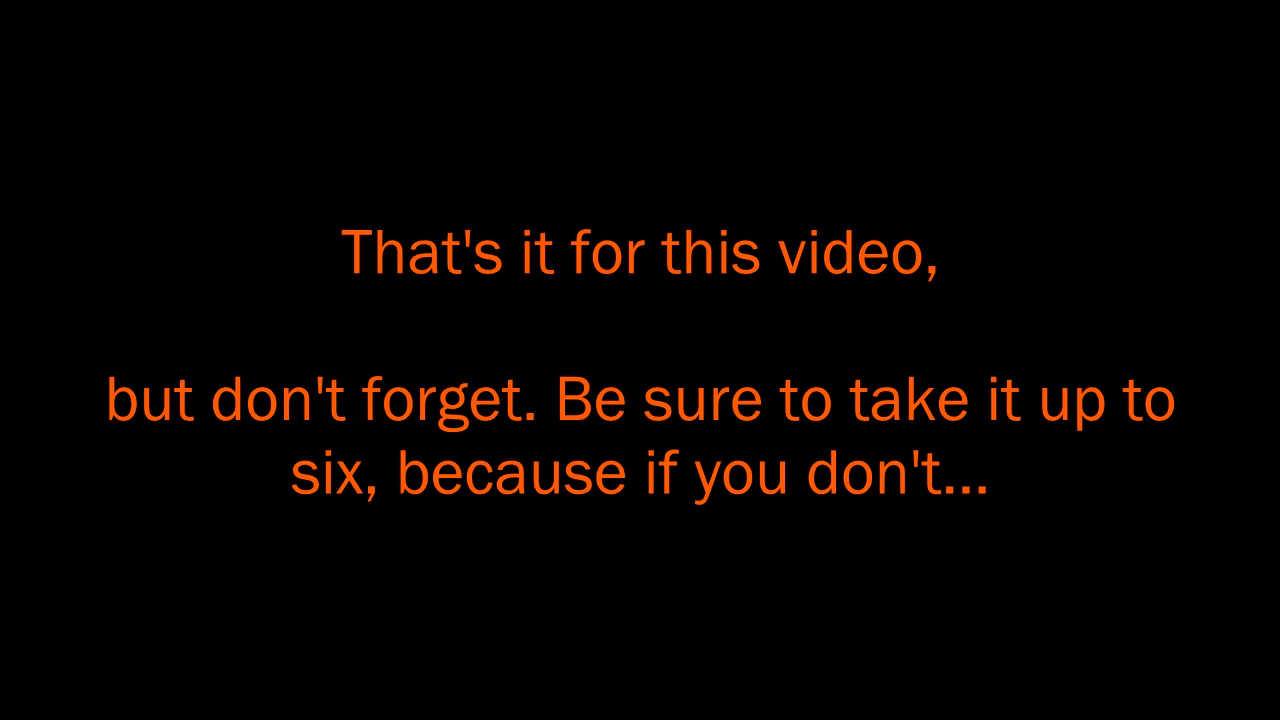 That's it for this video,
but don't forget. Be sure to take it up to
six, because if you don't...